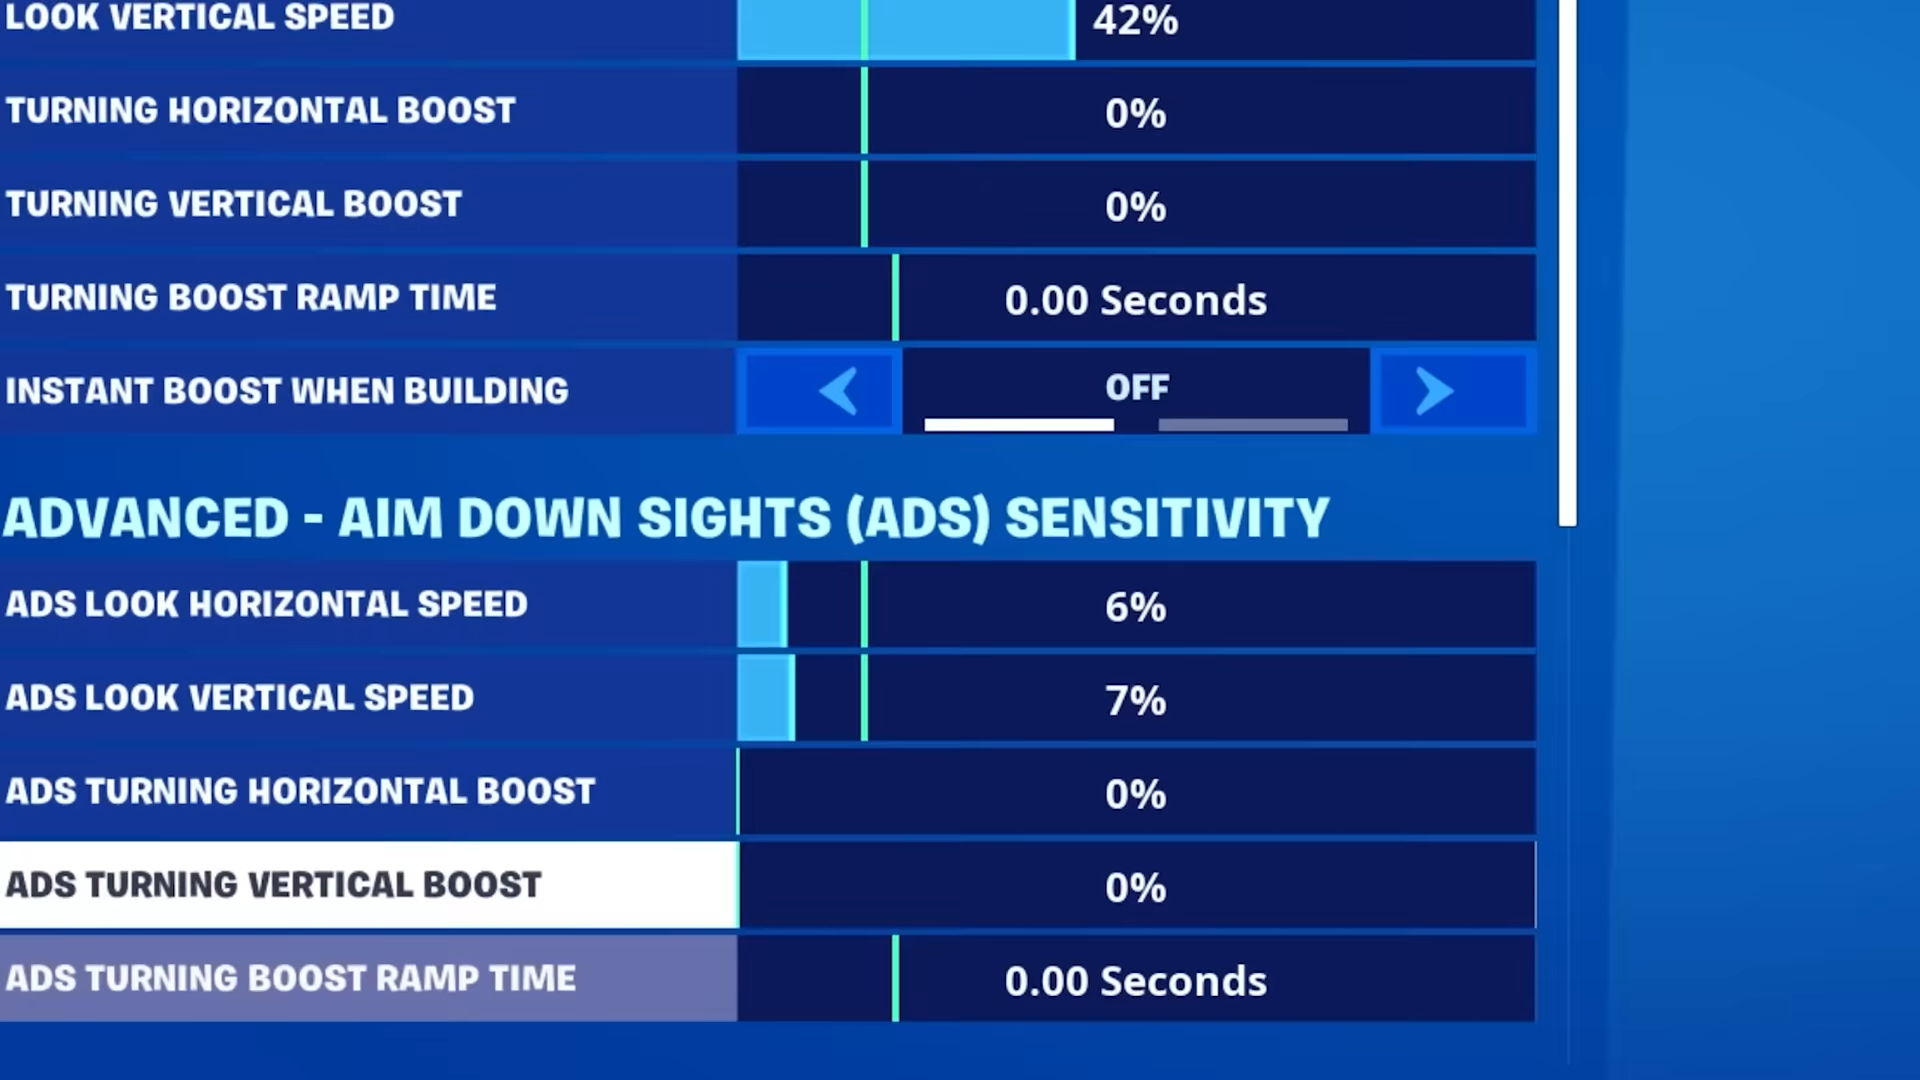 LOOK VERTICAL SPEED 42%
TURNING HORIZONTAL BOOST 0%
TURNING VERTICAL BOOST 0%
TURNING BOOST RAMP TIME 0.00 Seconds
INSTANT BOOST WHEN BUILDING OFF
ADVANCED - AIM DOWN SIGHTS (ADS) SENSITIVITY
ADS LOOK HORIZONTAL SPEED 6%
ADS LOOK VERTICAL SPEED 7%
ADS TURNING HORIZONTAL BOOST 0%
ADS TURNING VERTICAL BOOST 0%
ADS TURNING BOOST RAMP TIME 0.00 Seconds